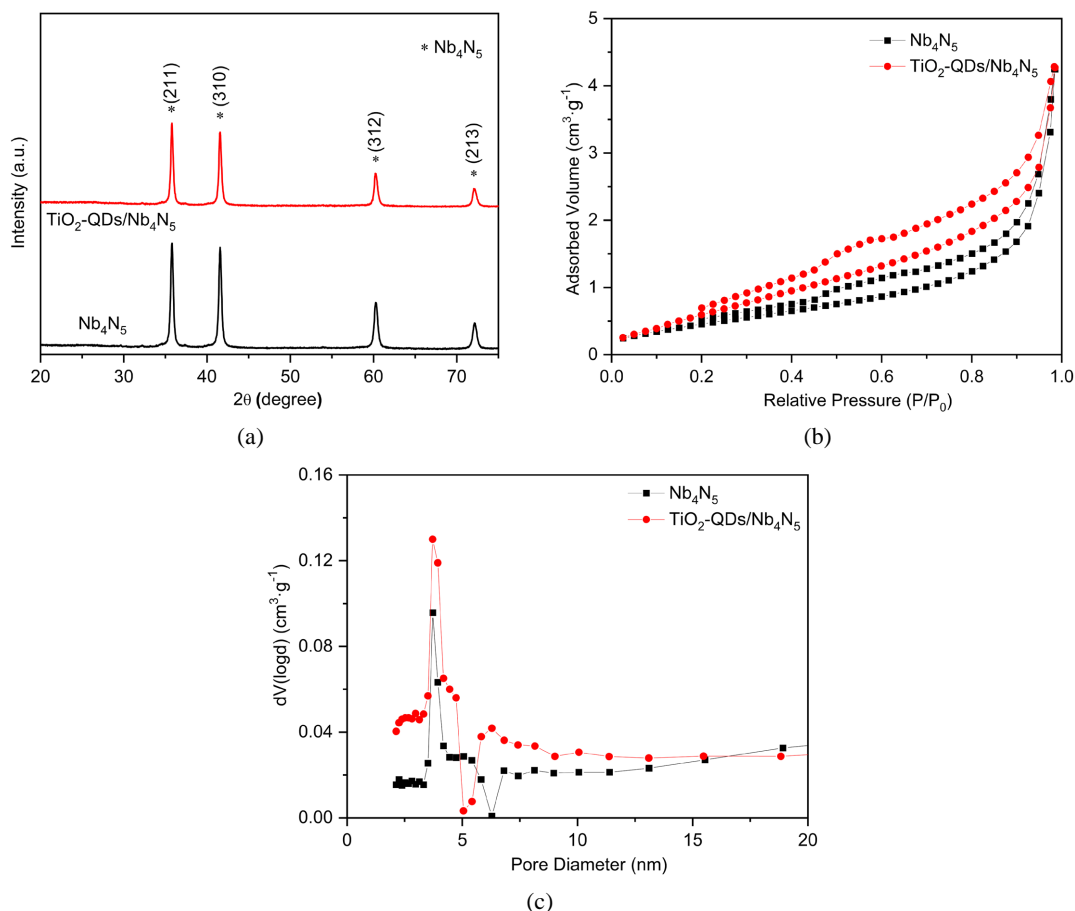 * Nb₄N₅
*(211)
*(310)
*(312)
*(213)
TiO₂-QDs/Nb₄N₅
Nb₄N₅
Intensity (a.u.)
20 30 40 50 60 70
2θ (degree)
(a)
Nb₄N₅
TiO₂-QDs/Nb₄N₅
5
4
3
2
1
0
Adsorbed Volume (cm³·g⁻¹)
0.0 0.2 0.4 0.6 0.8 1.0
Relative Pressure (P/P₀)
(b)
Nb₄N₅
TiO₂-QDs/Nb₄N₅
0.16
0.12
0.08
0.04
0.00
dV(logd) (cm³·g⁻¹)
0 5 10 15 20
Pore Diameter (nm)
(c)